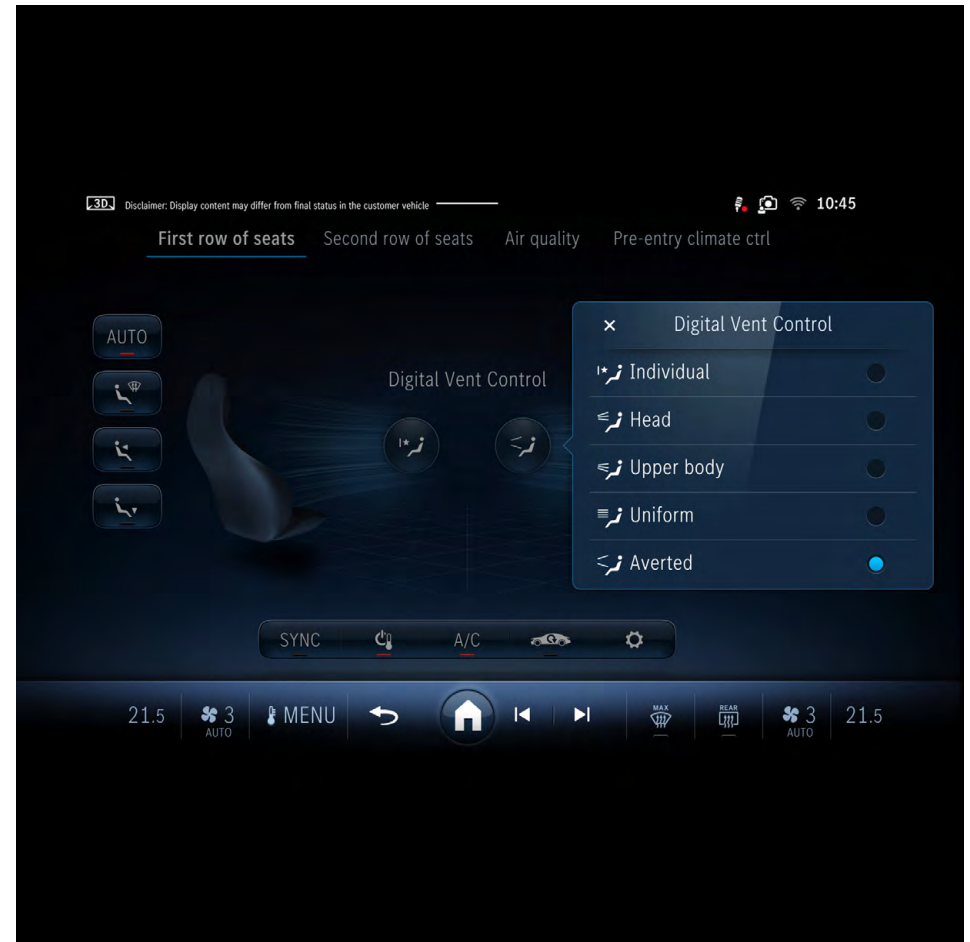 3D Disclaimer: Display content may differ from final status in the customer vehicle 10:45
First row of seats Second row of seats Air quality Pre-entry climate ctrl
Digital Vent Control
AUTO
Digital Vent Control
Individual
Head
Upper body
Uniform
Averted
SYNC A/C
21.5 3 AUTO MENU MAX REAR 3 AUTO 21.5